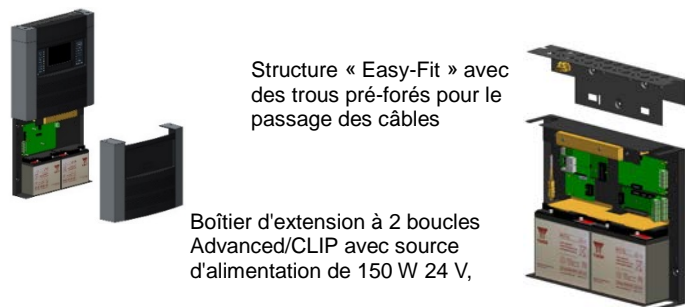 Structure « Easy-Fit » avec
des trous pré-forés pour le
passage des câbles
Boîtier d'extension à 2 boucles
Advanced/CLIP avec source
d'alimentation de 150 W 24 V,